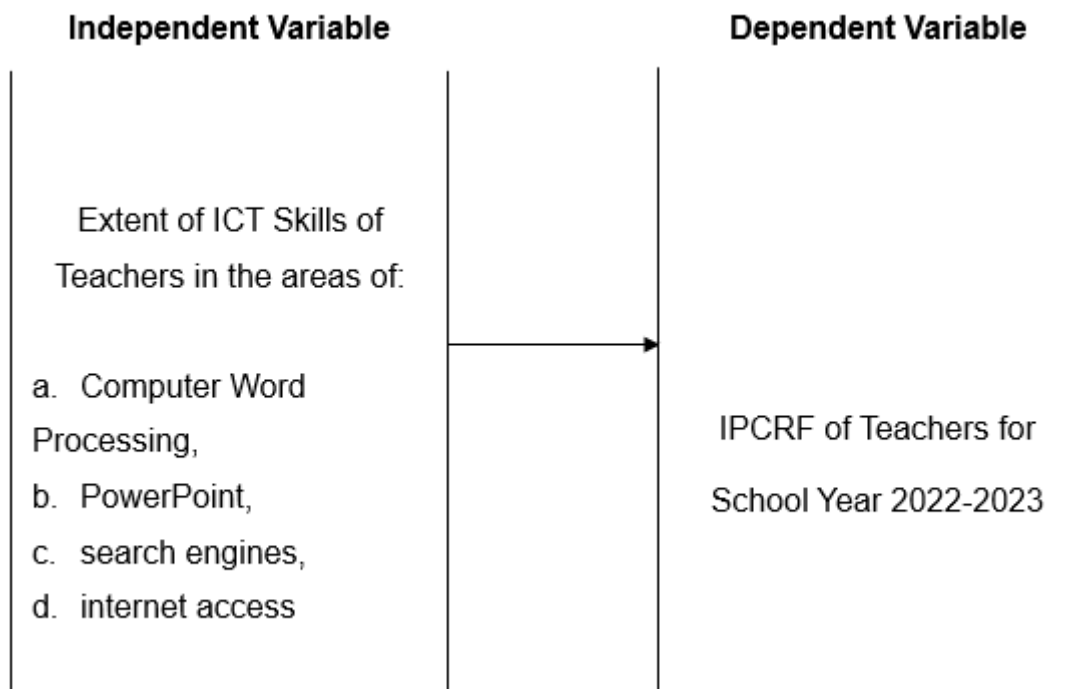 Independent Variable
Dependent Variable
Extent of ICT Skills of
Teachers in the areas of:
a. Computer Word
Processing,
b. PowerPoint,
c. search engines,
d. internet access
IPCRF of Teachers for
School Year 2022-2023